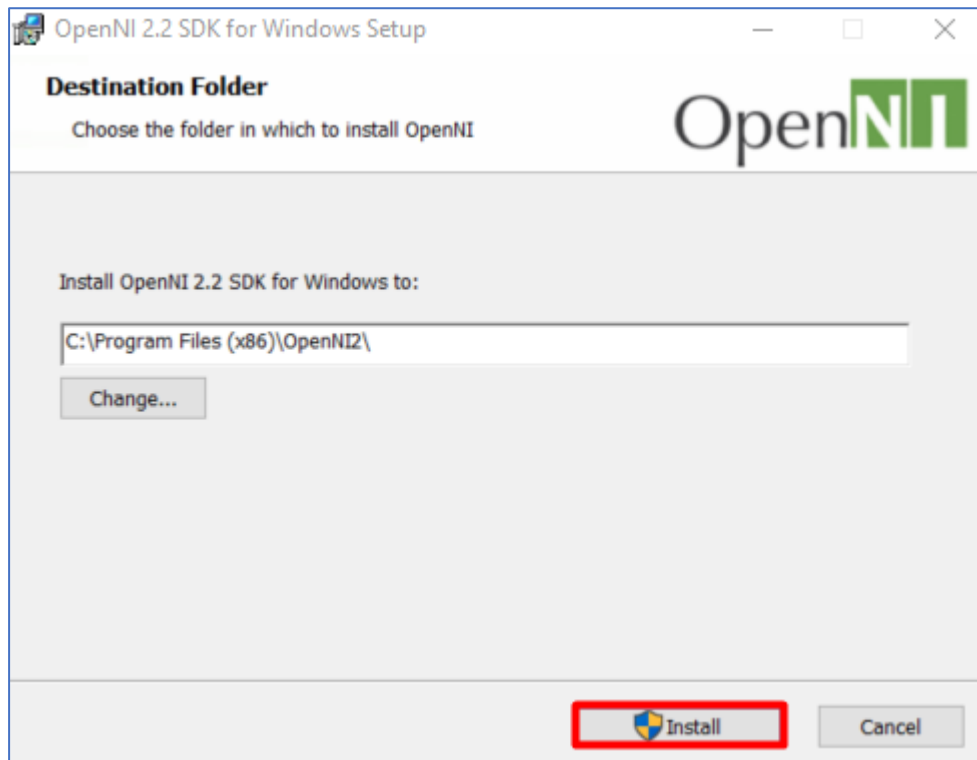 OpenNI 2.2 SDK for Windows Setup
Destination Folder
Choose the folder in which to install OpenNI
OpenNI
Install OpenNI 2.2 SDK for Windows to:
C:\Program Files (x86)\OpenNI2\
Change...
Install
Cancel